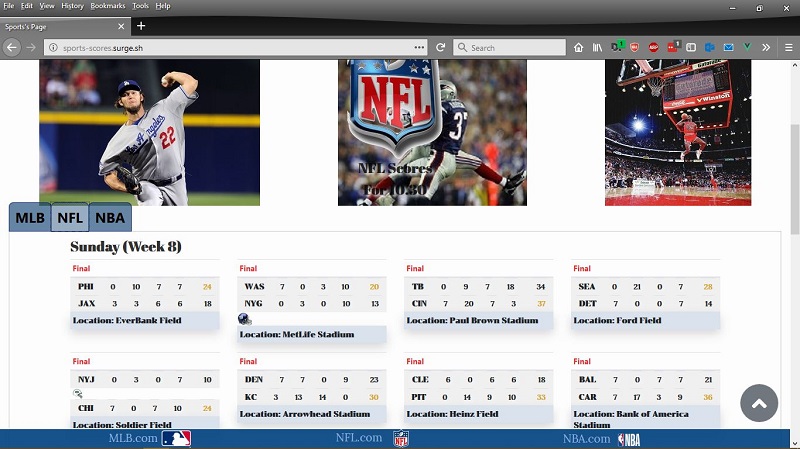 File Edit View History Bookmarks Tools Help
Sports's Page
sports-scores.surge.sh
Search
Los Angeles
22
NFL
37
Winston
NFL Scores
For 10/30
MLB NFL NBA
Sunday (Week 8)
Final Final Final Final
PHI 0 10 7 7 24
JAX 3 3 6 6 18
Location: EverBank Field
WAS 7 0 3 10 20
NYG 0 3 0 10 13
Location: MetLife Stadium
TB 0 9 7 18 34
CIN 7 20 7 3 37
Location: Paul Brown Stadium
SEA 0 21 0 7 28
DET 7 0 0 7 14
Location: Ford Field
Final Final Final Final
NYJ 0 3 0 7 10
CHI 7 0 7 10 24
Location: Soldier Field
DEN 7 7 0 9 23
KC 3 13 14 0 30
Location: Arrowhead Stadium
CLE 6 0 6 6 18
PIT 0 14 9 10 33
Location: Heinz Field
BAL 7 0 7 7 21
CAR 7 17 3 9 36
Location: Bank of America
Stadium
MLB.com NFL.com NFL NBA.com NBA